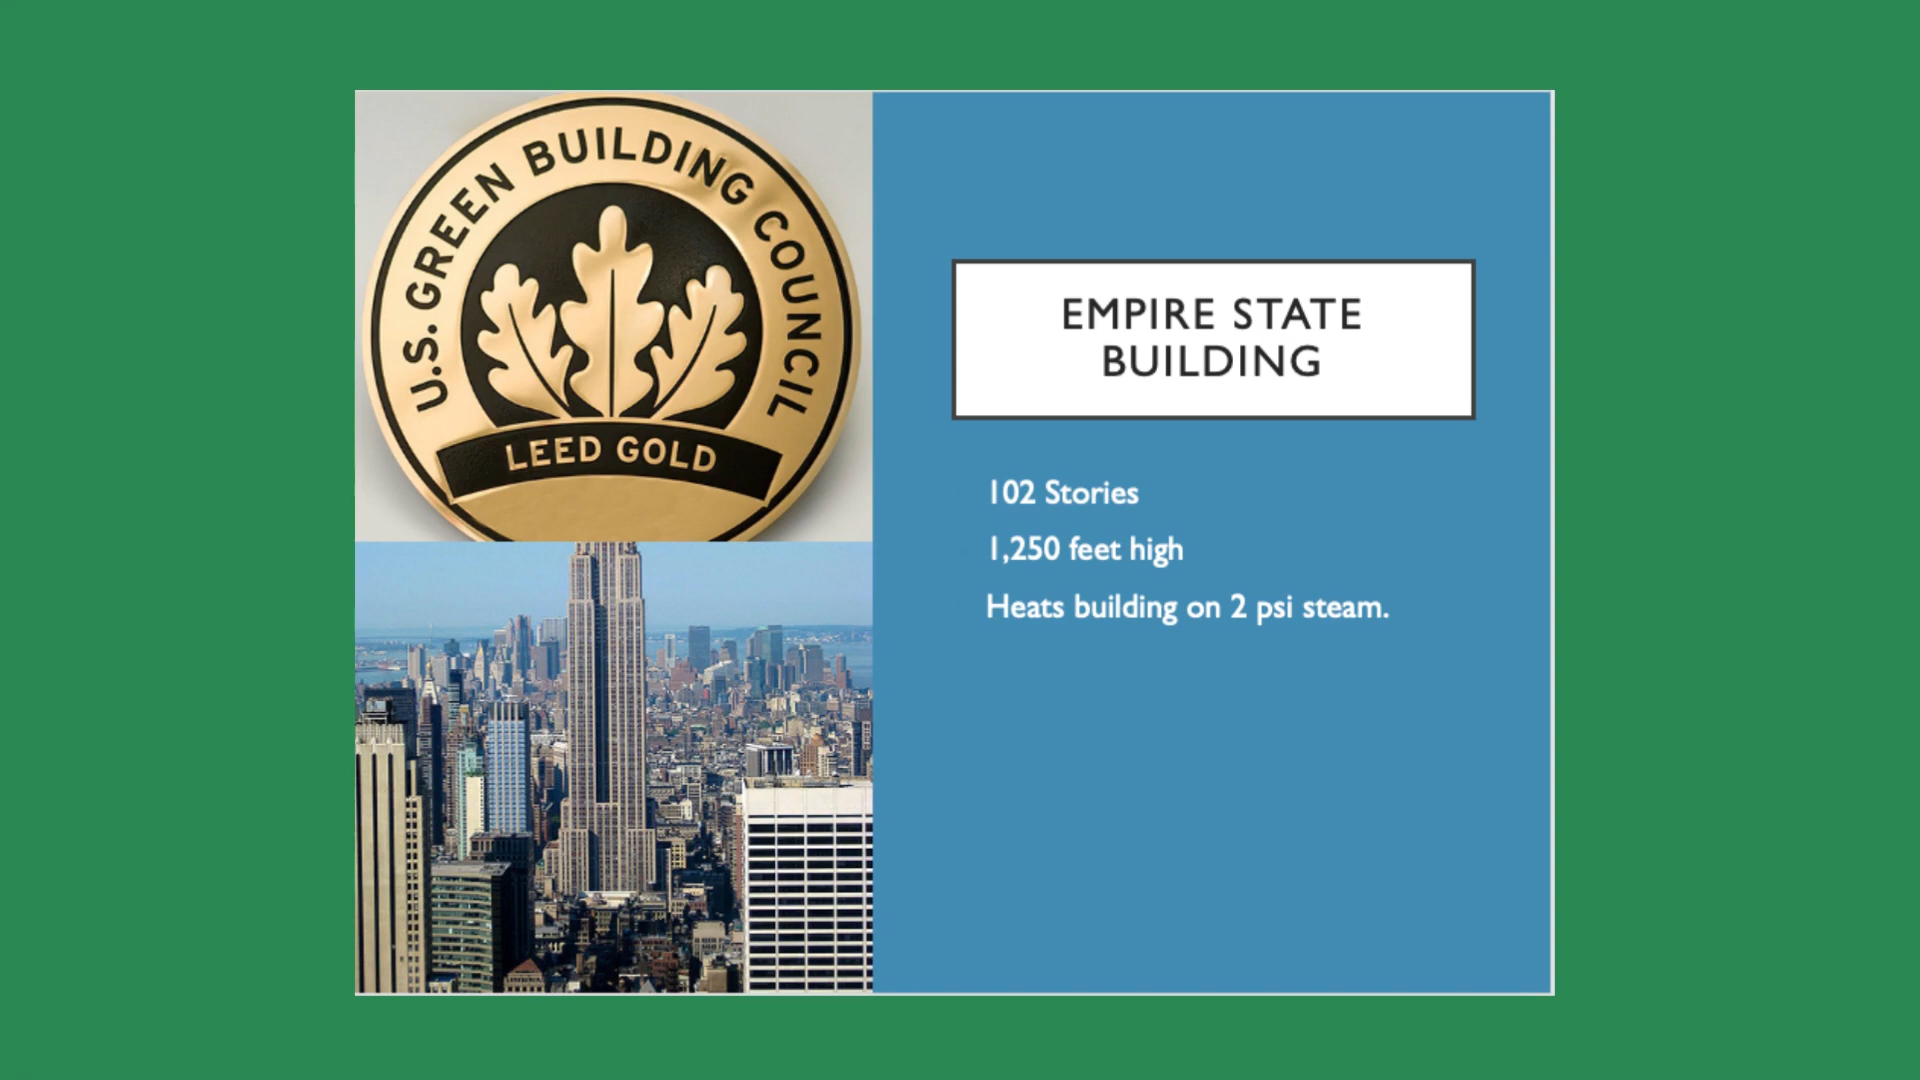 U.S. GREEN BUILDING COUNCIL
LEED GOLD
EMPIRE STATE
BUILDING
102 Stories
1,250 feet high
Heats building on 2 psi steam.